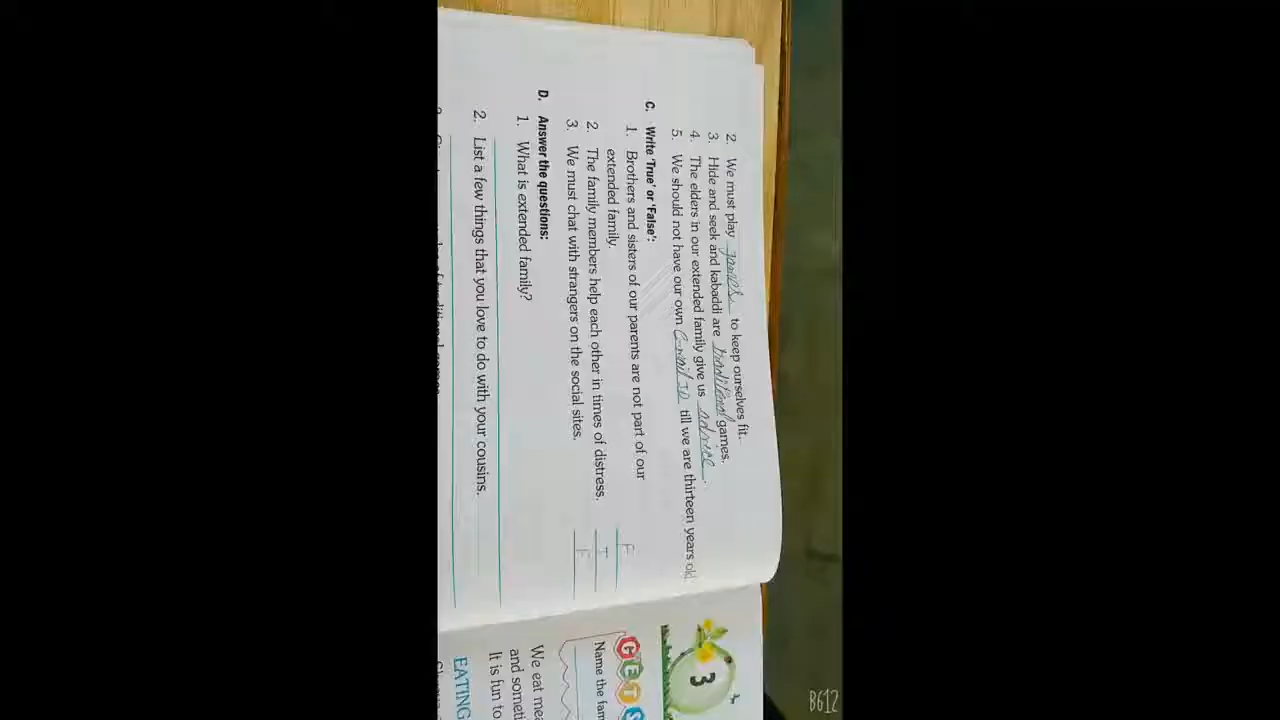 2. We must play games to keep ourselves fit.
3. Hide and seek and kabaddi are traditional games.
4. The elders in our extended family give us advice.
5. We should not have our own E-mail ID till we are thirteen years old.
C. Write 'True' or 'False':
1. Brothers and sisters of our parents are not part of our
extended family. F
2. The family members help each other in times of distress. T
3. We must chat with strangers on the social sites. F
D. Answer the questions:
1. What is extended family?
2. List a few things that you love to do with your cousins.
3
GET S
Name the fam
We eat mea
and someti
It is fun to
EATING
B612